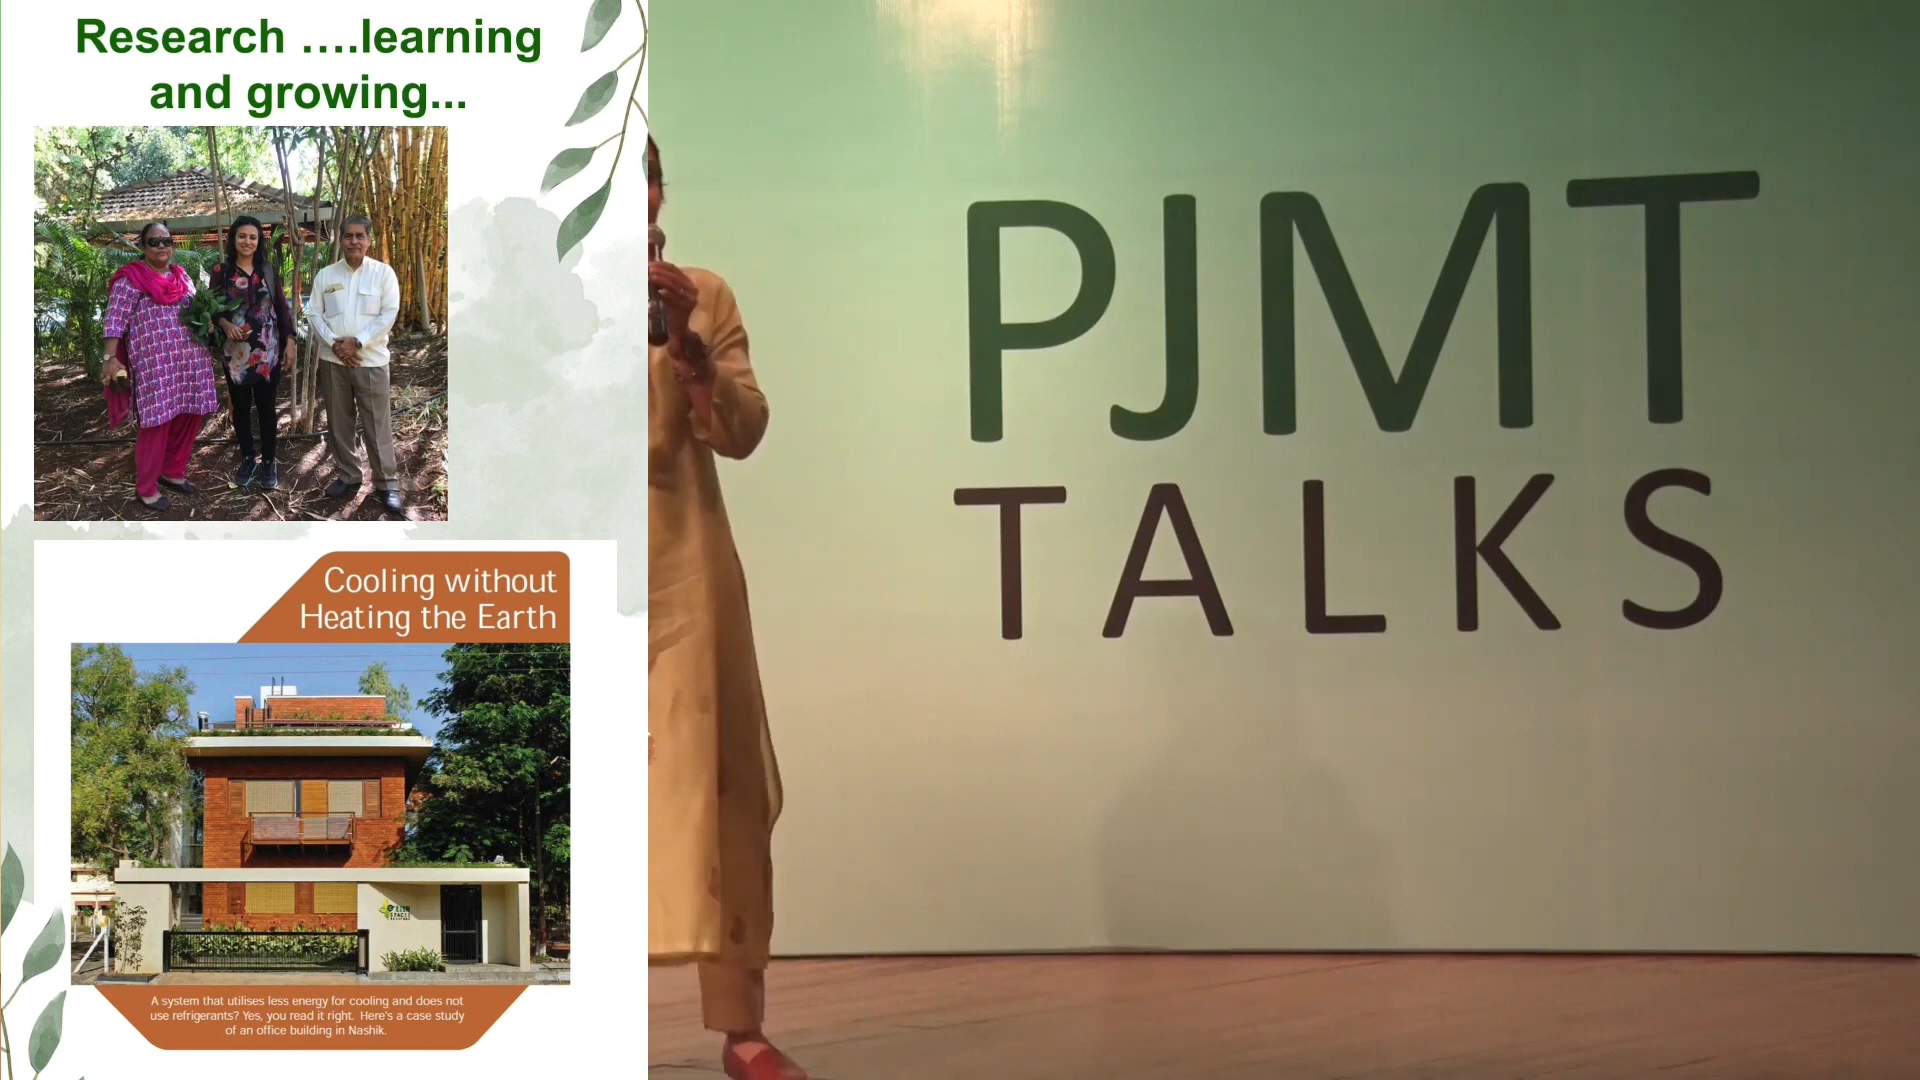 Research ….learning
and growing...
Cooling without
Heating the Earth
A system that utilises less energy for cooling and does not
use refrigerants? Yes, you read it right. Here's a case study
of an office building in Nashik.
PJMT
TALKS